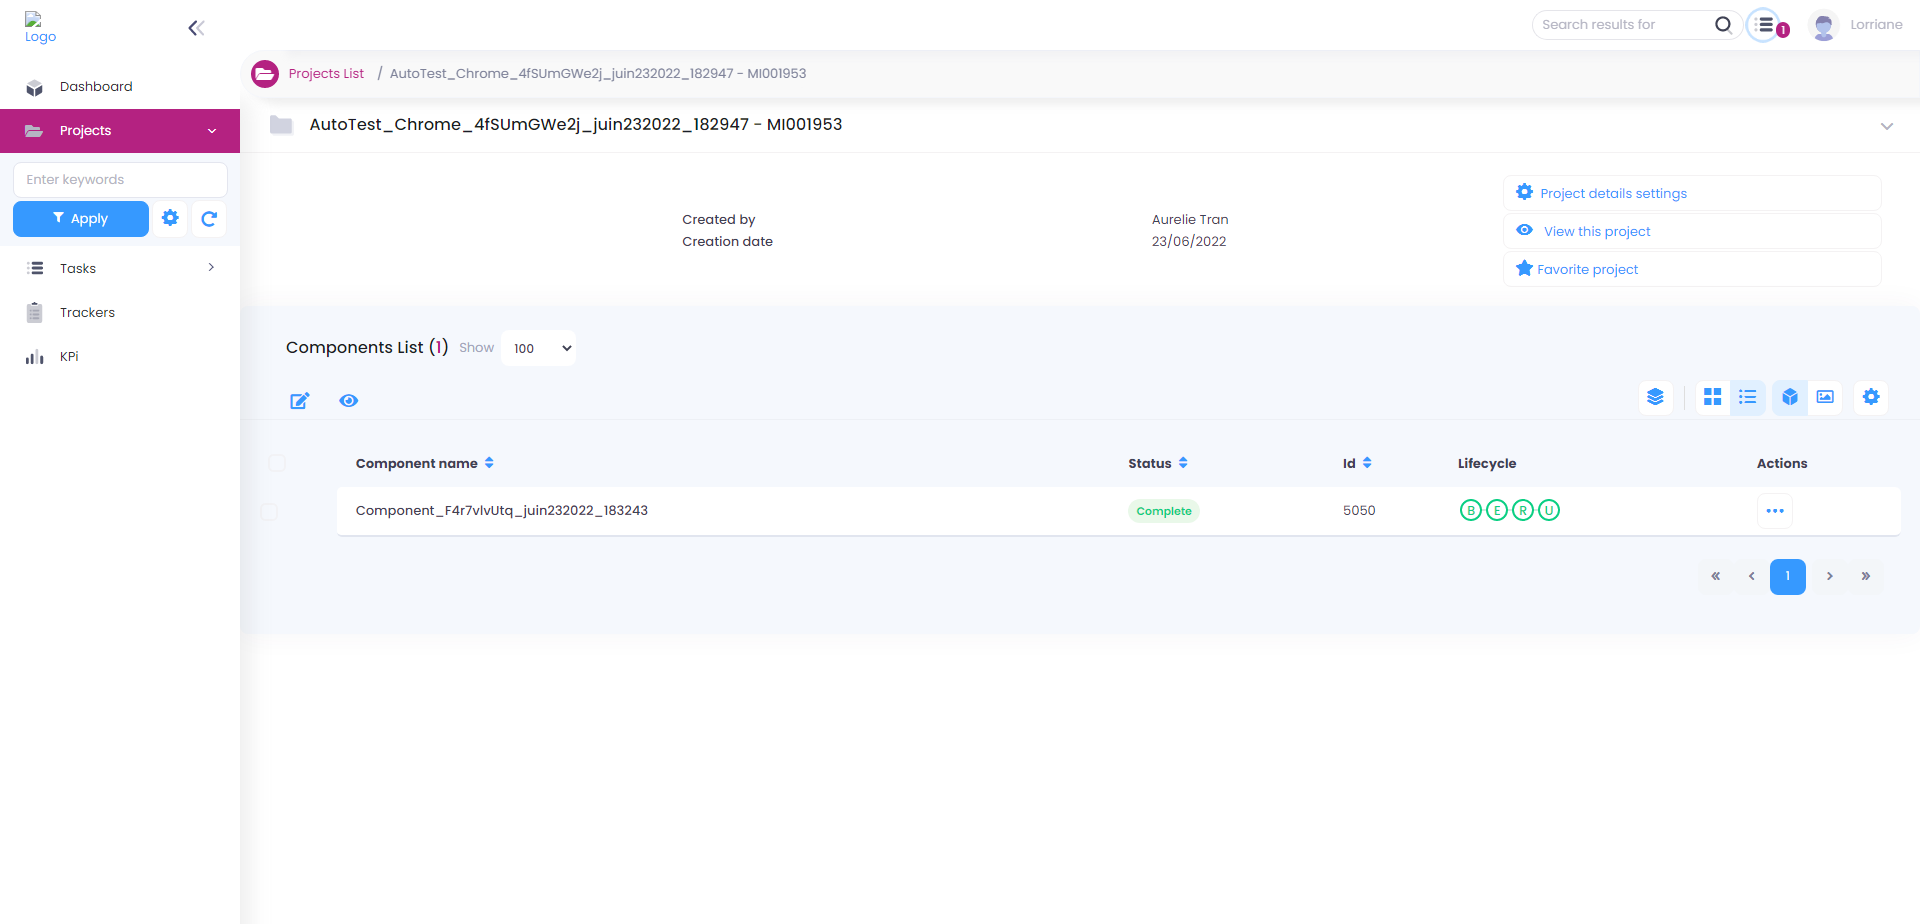 Logo
Search results for
1
Lorriane
Dashboard
Projects List / AutoTest_Chrome_4fSUmGWe2j_juin232022_182947 - MI001953
Projects
AutoTest_Chrome_4fSUmGWe2j_juin232022_182947 - MI001953
Enter keywords
Apply
Project details settings
Created by Aurelie Tran
View this project
Creation date 23/06/2022
Tasks
Favorite project
Trackers
Components List (1) Show 100
KPi
Component name Status Id Lifecycle Actions
Component_F4r7vlvUtq_juin232022_183243 Complete 5050 B E R U
« ‹ 1 › »